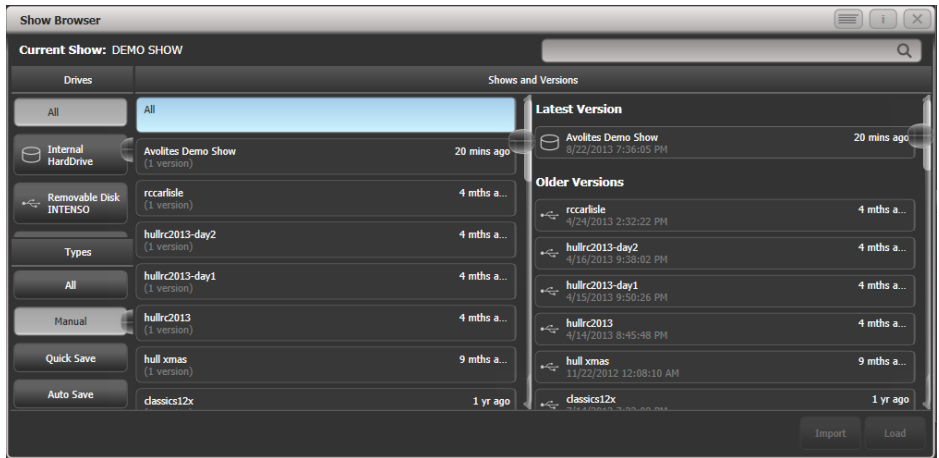 Show Browser
i
Current Show: DEMO SHOW
Drives
Shows and Versions
All
Internal
HardDrive
Removable Disk
INTENSO
Types
All
Manual
Quick Save
Auto Save
All
Avolites Demo Show 20 mins ago
(1 version)
rccarlisle 4 mths a...
(1 version)
hullrc2013-day2 4 mths a...
(1 version)
hullrc2013-day1 4 mths a...
(1 version)
hullrc2013 4 mths a...
(1 version)
hull xmas 9 mths a...
(1 version)
classics12x 1 yr ago
Latest Version
Avolites Demo Show 20 mins ago
8/22/2013 7:36:05 PM
Older Versions
rccarlisle 4 mths a...
4/24/2013 2:32:22 PM
hullrc2013-day2 4 mths a...
4/16/2013 9:38:02 PM
hullrc2013-day1 4 mths a...
4/15/2013 9:50:26 PM
hullrc2013 4 mths a...
4/14/2013 8:45:48 PM
hull xmas 9 mths a...
11/22/2012 12:08:10 AM
classics12x 1 yr ago
Import Load